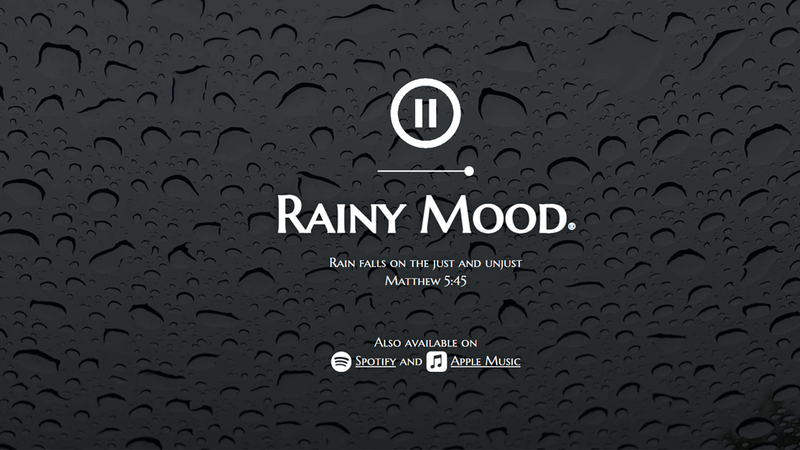 Rainy Mood®
Rain falls on the just and unjust
Matthew 5:45
Also available on
Spotify and Apple Music